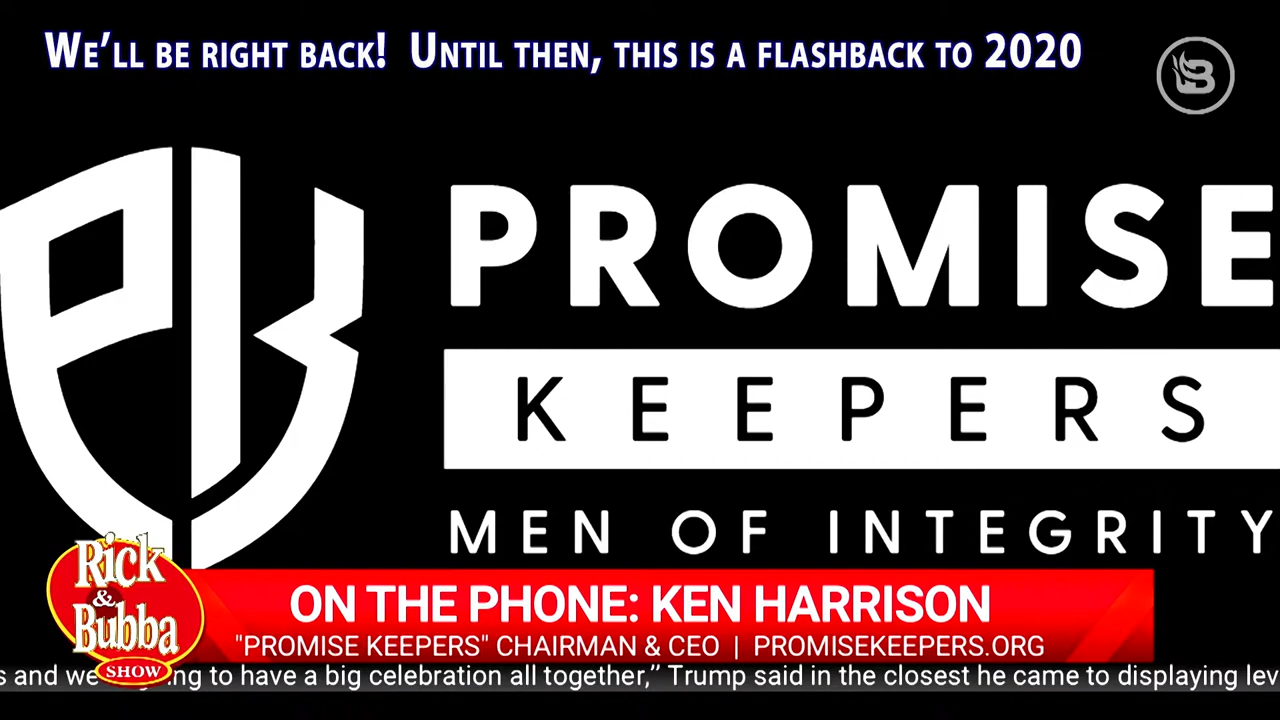 WE'LL BE RIGHT BACK! UNTIL THEN, THIS IS A FLASHBACK TO 2020
B
PK
PROMISE
KEEPERS
MEN OF INTEGRITY
Rick
&
Bubba
SHOW
ON THE PHONE: KEN HARRISON
"PROMISE KEEPERS" CHAIRMAN & CEO | PROMISEKEEPERS.ORG
and to have a big celebration all together,” Trump said in the closest he came to displaying